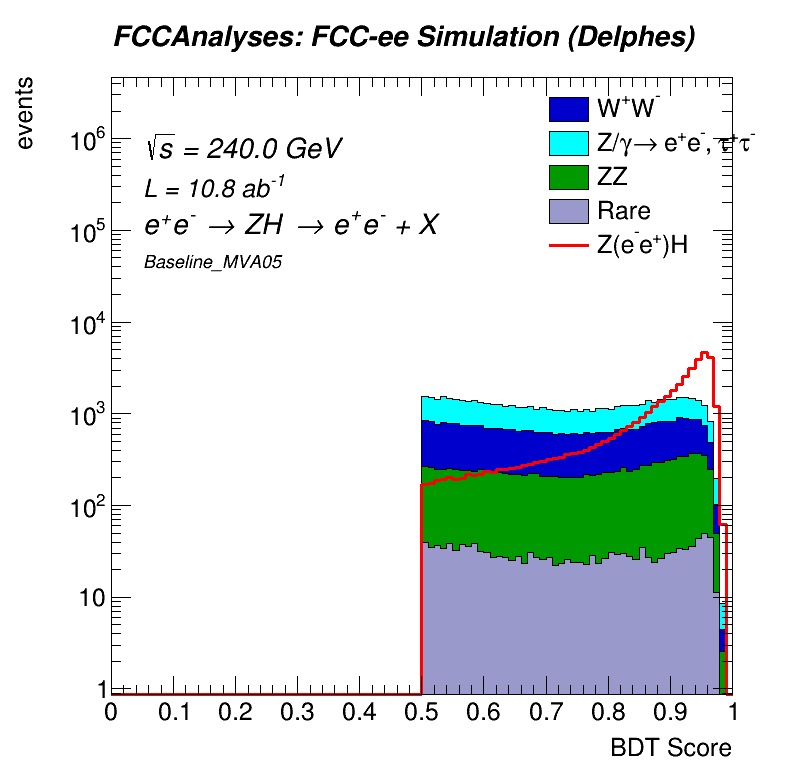 FCCAnalyses: FCC-ee Simulation (Delphes)
events
√s = 240.0 GeV
L = 10.8 ab⁻¹
e⁺e⁻ → ZH → e⁺e⁻ + X
Baseline_MVA05
W⁺W⁻
Z/γ→ e⁺e⁻, τ⁺τ⁻
ZZ
Rare
Z(e⁻e⁺)H
10⁶
10⁵
10⁴
10³
10²
10
1
0 0.1 0.2 0.3 0.4 0.5 0.6 0.7 0.8 0.9 1
BDT Score